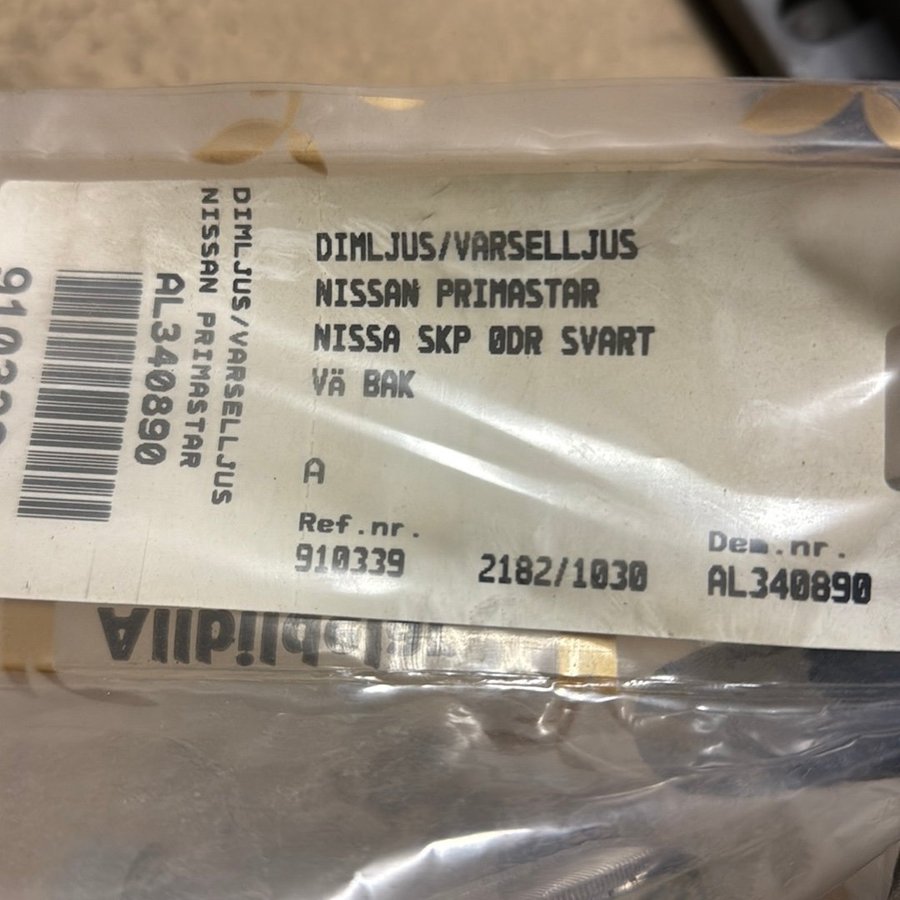 DIMLJUS/VARSELLJUS
NISSAN PRIMASTAR
NISSA SKP ØDR SVART
VÄ BAK
A
Ref.nr.
910339
2182/1030
Dem.nr.
AL340890
DIMLJUS/VARSELLJUS
NISSAN PRIMASTAR
AL340890